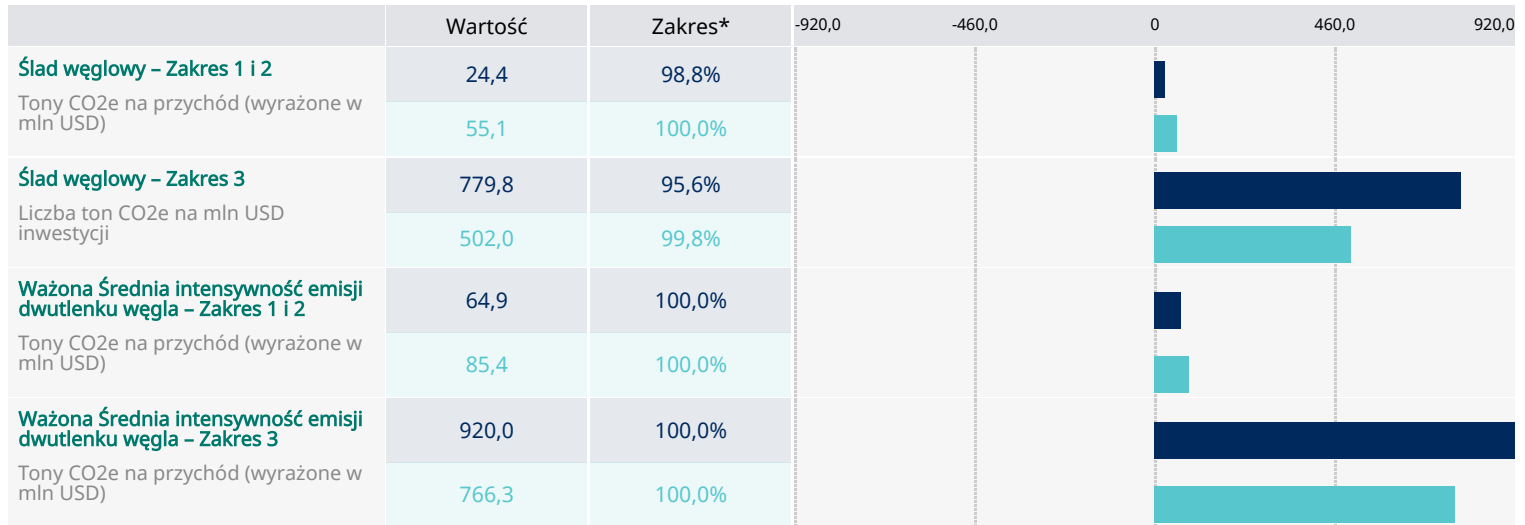 Wartość Zakres* -920,0 -460,0 0 460,0 920,0
Ślad węglowy – Zakres 1 i 2
Tony CO2e na przychód (wyrażone w
mln USD)
24,4 98,8%
55,1 100,0%
Ślad węglowy – Zakres 3
Liczba ton CO2e na mln USD
inwestycji
779,8 95,6%
502,0 99,8%
Ważona Średnia intensywność emisji
dwutlenku węgla – Zakres 1 i 2
Tony CO2e na przychód (wyrażone w
mln USD)
64,9 100,0%
85,4 100,0%
Ważona Średnia intensywność emisji
dwutlenku węgla – Zakres 3
Tony CO2e na przychód (wyrażone w
mln USD)
920,0 100,0%
766,3 100,0%